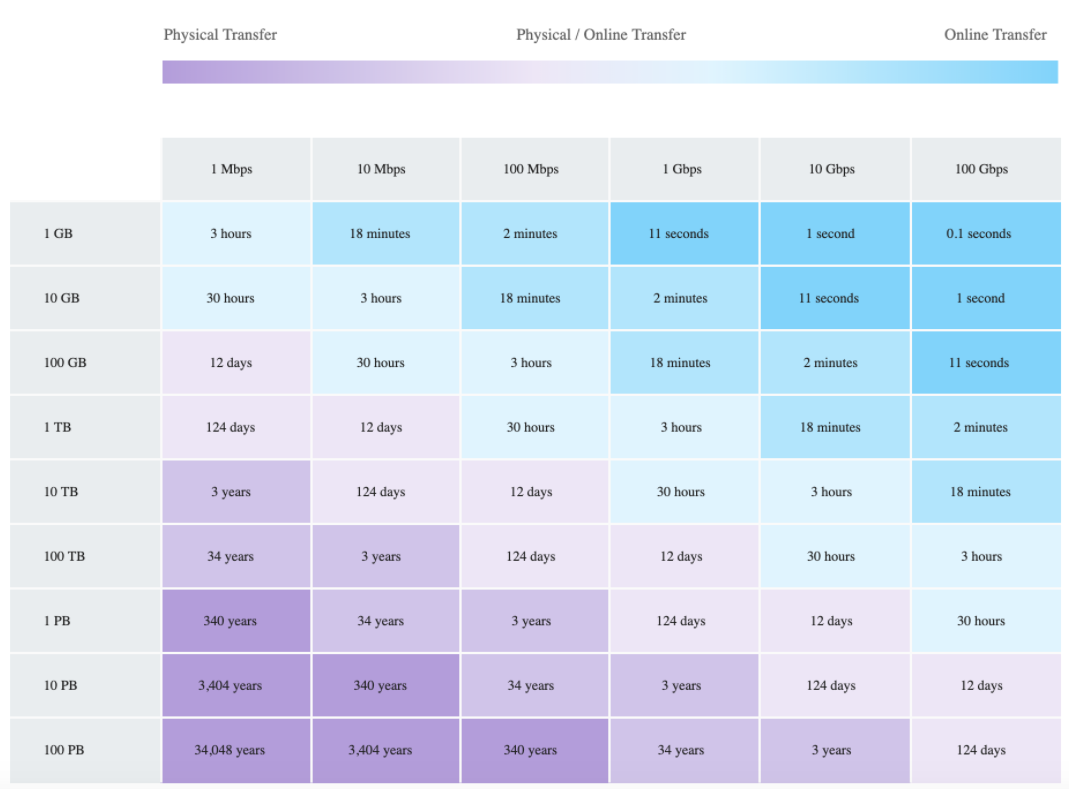 Physical Transfer Physical / Online Transfer Online Transfer
1 Mbps 10 Mbps 100 Mbps 1 Gbps 10 Gbps 100 Gbps
1 GB 3 hours 18 minutes 2 minutes 11 seconds 1 second 0.1 seconds
10 GB 30 hours 3 hours 18 minutes 2 minutes 11 seconds 1 second
100 GB 12 days 30 hours 3 hours 18 minutes 2 minutes 11 seconds
1 TB 124 days 12 days 30 hours 3 hours 18 minutes 2 minutes
10 TB 3 years 124 days 12 days 30 hours 3 hours 18 minutes
100 TB 34 years 3 years 124 days 12 days 30 hours 3 hours
1 PB 340 years 34 years 3 years 124 days 12 days 30 hours
10 PB 3,404 years 340 years 34 years 3 years 124 days 12 days
100 PB 34,048 years 3,404 years 340 years 34 years 3 years 124 days